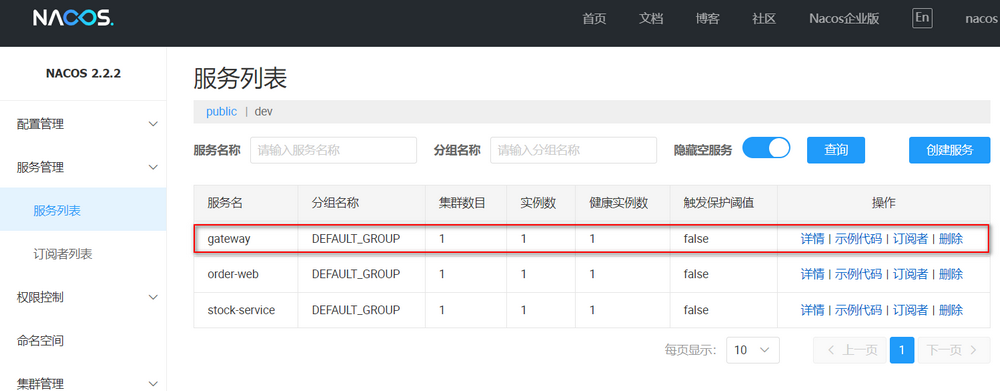 NACOS.
首页 文档 博客 社区 Nacos企业版 En nacos
NACOS 2.2.2
配置管理
服务管理
服务列表
订阅者列表
权限控制
命名空间
集群管理
服务列表
public | dev
服务名称 请输入服务名称 分组名称 请输入分组名称 隐藏空服务 查询 创建服务
服务名 分组名称 集群数目 实例数 健康实例数 触发保护阈值 操作
gateway DEFAULT_GROUP 1 1 1 false 详情 | 示例代码 | 订阅者 | 删除
order-web DEFAULT_GROUP 1 1 1 false 详情 | 示例代码 | 订阅者 | 删除
stock-service DEFAULT_GROUP 1 1 1 false 详情 | 示例代码 | 订阅者 | 删除
每页显示: 10 上一页 1 下一页